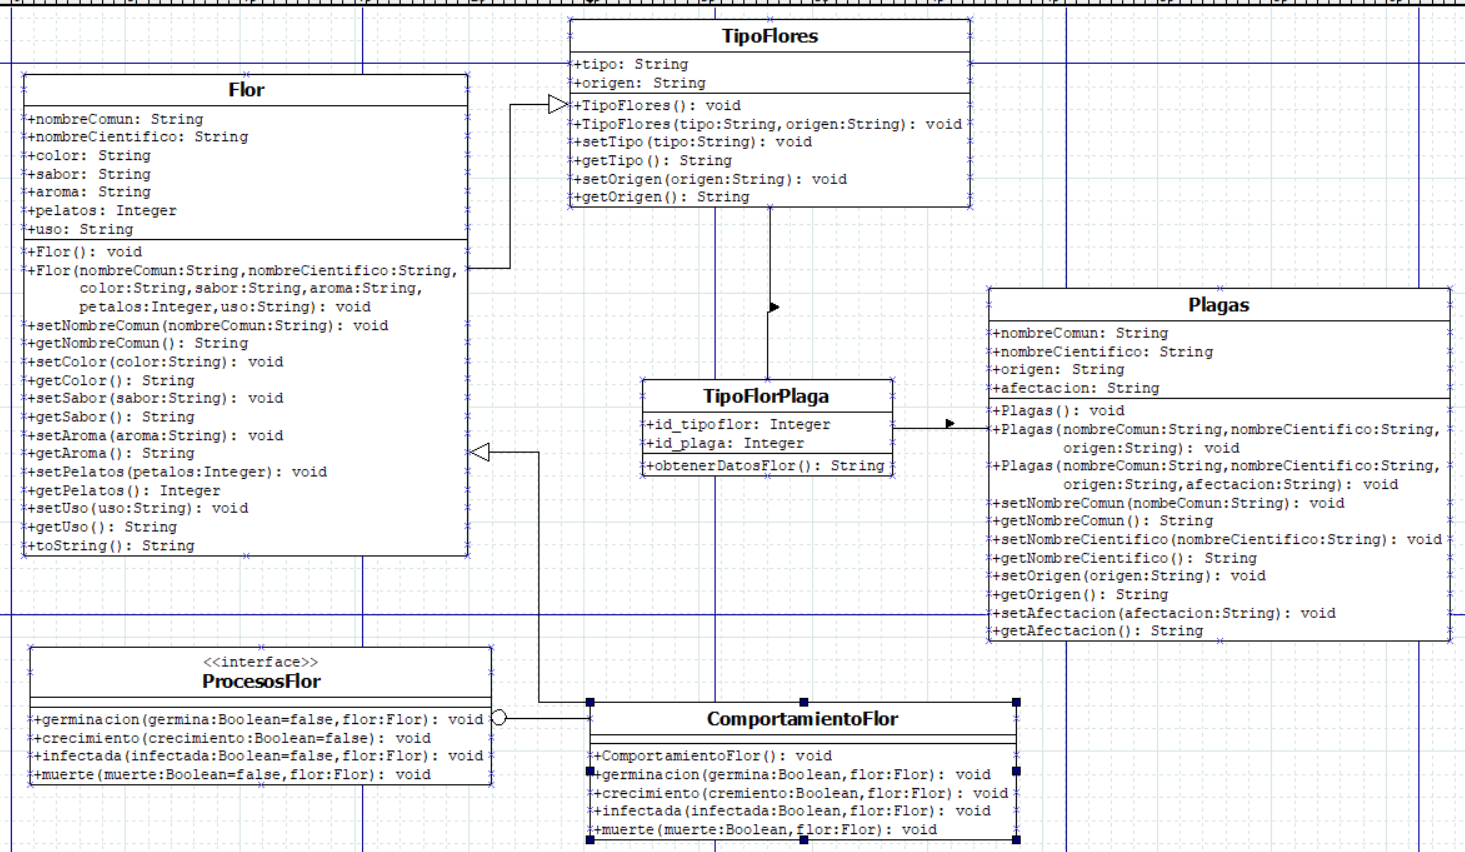 TipoFlores
+tipo: String
+origen: String
+TipoFlores(): void
+TipoFlores(tipo:String,origen:String): void
+setTipo(tipo:String): void
+getTipo(): String
+setOrigen(origen:String): void
+getOrigen(): String
Flor
+nombreComun: String
+nombreCientifico: String
+color: String
+sabor: String
+aroma: String
+pelatos: Integer
+uso: String
+Flor(): void
+Flor(nombreComun:String,nombreCientifico:String,
color:String,sabor:String,aroma:String,
petalos:Integer,uso:String): void
+setNombreComun(nombreComun:String): void
+getNombreComun(): String
+setColor(color:String): void
+getColor(): String
+setSabor(sabor:String): void
+getSabor(): String
+setAroma(aroma:String): void
+getAroma(): String
+setPelatos(petalos:Integer): void
+getPelatos(): Integer
+setUso(uso:String): void
+getUso(): String
+toString(): String
TipoFlorPlaga
+id_tipoflor: Integer
+id_plaga: Integer
+obtenerDatosFlor(): String
Plagas
+nombreComun: String
+nombreCientifico: String
+origen: String
+afectacion: String
+Plagas(): void
+Plagas(nombreComun:String,nombreCientifico:String,
origen:String): void
+Plagas(nombreComun:String,nombreCientifico:String,
origen:String,afectacion:String): void
+setNombreComun(nombeComun:String): void
+getNombreComun(): String
+setNombreCientifico(nombreCientifico:String): void
+getNombreCientifico(): String
+setOrigen(origen:String): void
+getOrigen(): String
+setAfectacion(afectacion:String): void
+getAfectacion(): String
<<interface>>
ProcesosFlor
+germinacion(germina:Boolean=false,flor:Flor): void
+crecimiento(crecimiento:Boolean=false): void
+infectada(infectada:Boolean=false,flor:Flor): void
+muerte(muerte:Boolean=false,flor:Flor): void
ComportamientoFlor
+ComportamientoFlor(): void
+germinacion(germina:Boolean,flor:Flor): void
+crecimiento(cremiento:Boolean,flor:Flor): void
+infectada(infectada:Boolean,flor:Flor): void
+muerte(muerte:Boolean,flor:Flor): void